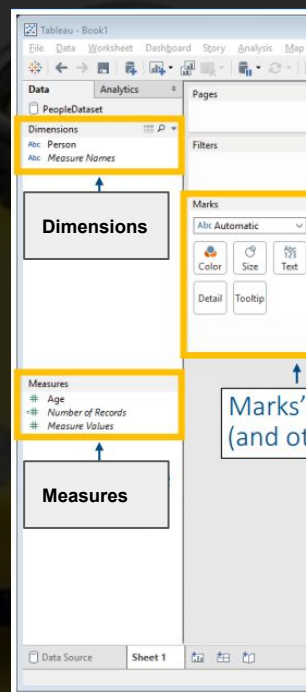 Tableau - Book1
File Data Worksheet Dashboard Story Analysis Map
Data Analytics
PeopleDataset
Dimensions
Abc Person
Abc Measure Names
Dimensions
Measures
# Age
=# Number of Records
# Measure Values
Measures
Pages
Filters
Marks
Abc Automatic
Color Size Abc 123 Text
Detail Tooltip
Marks'
(and ot
Data Source Sheet 1